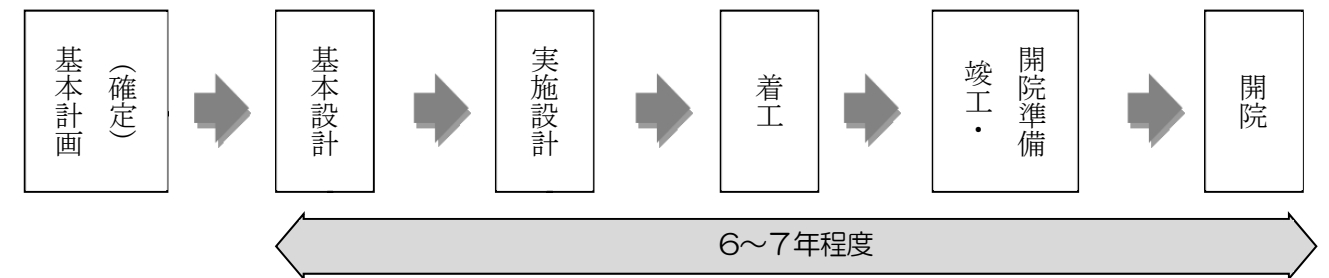 基本計画
（確定）
基本設計
実施設計
着工
竣工・
開院準備
開院
６～７年程度